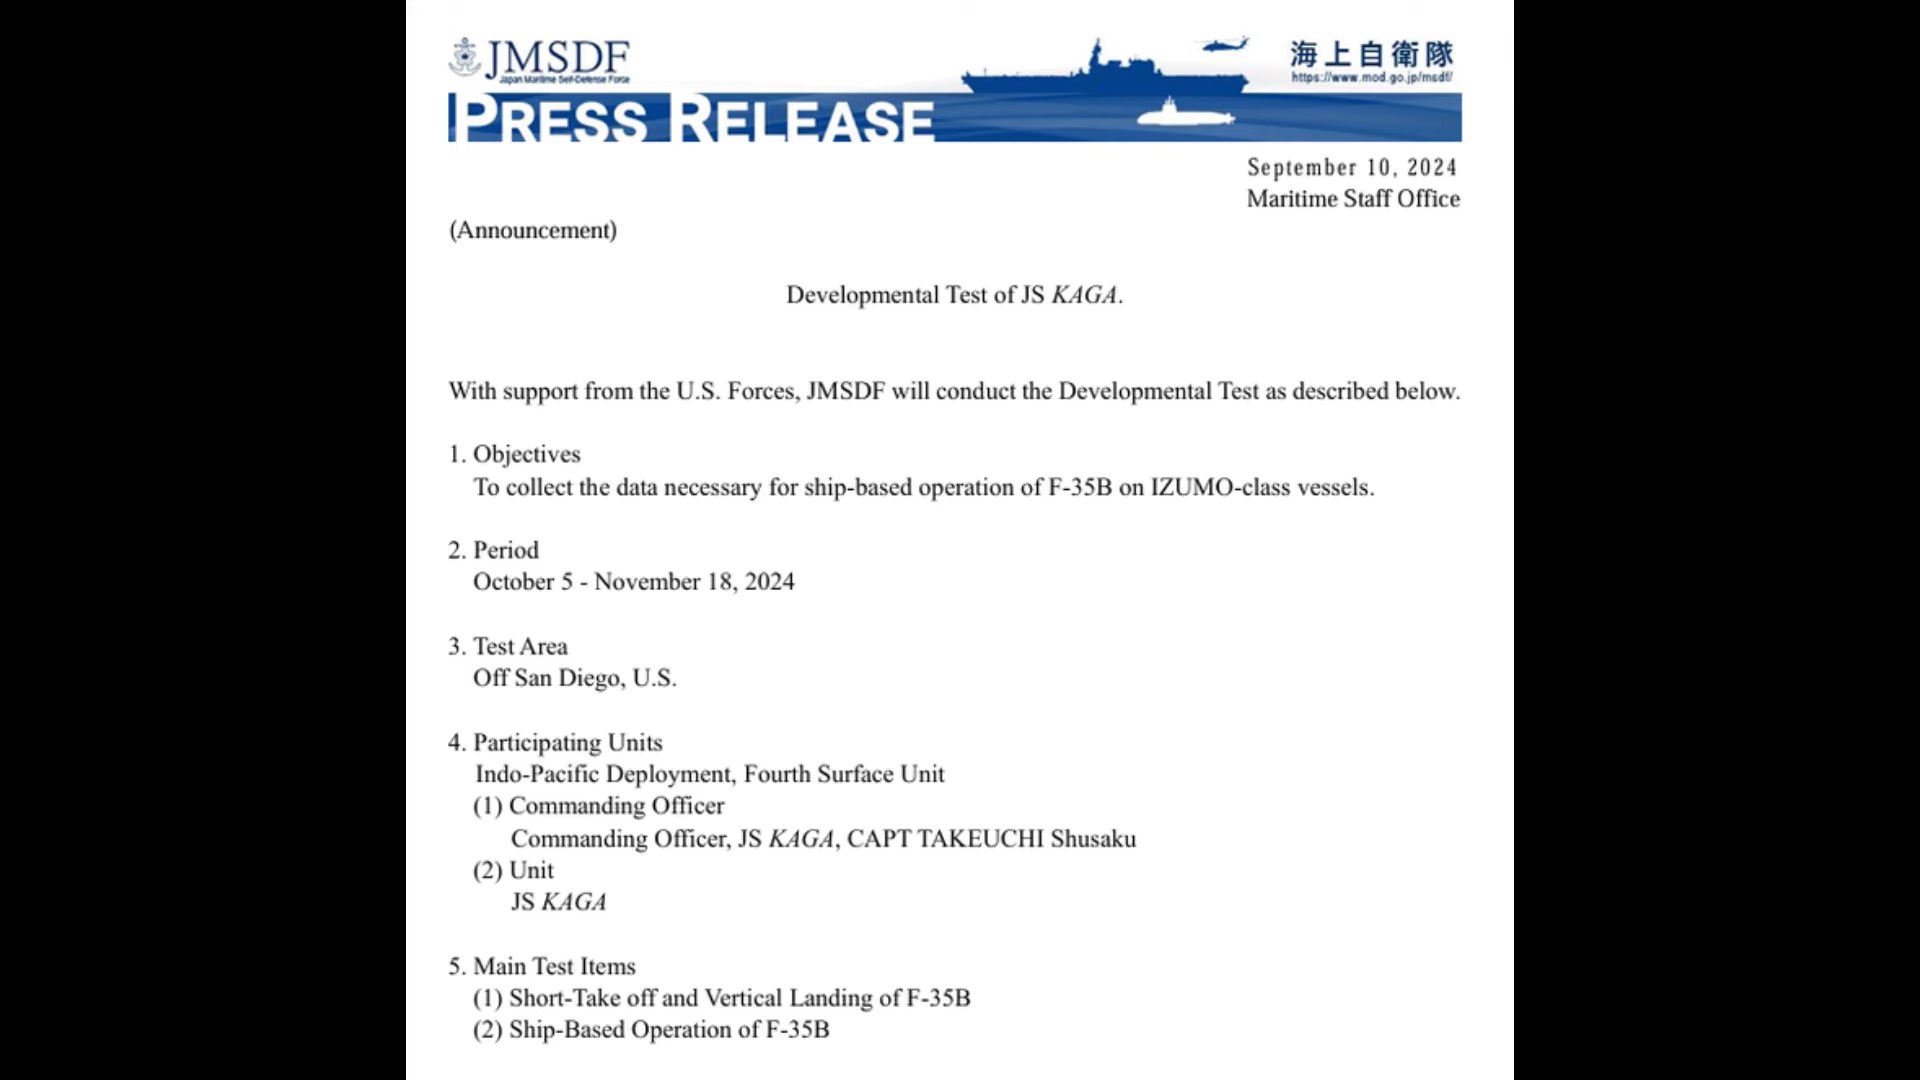 JMSDF
Japan Maritime Self-Defense Force
海上自衛隊
https://www.mod.go.jp/msdf/
PRESS RELEASE
September 10, 2024
Maritime Staff Office
(Announcement)
Developmental Test of JS KAGA.
With support from the U.S. Forces, JMSDF will conduct the Developmental Test as described below.
1. Objectives
To collect the data necessary for ship-based operation of F-35B on IZUMO-class vessels.
2. Period
October 5 - November 18, 2024
3. Test Area
Off San Diego, U.S.
4. Participating Units
Indo-Pacific Deployment, Fourth Surface Unit
(1) Commanding Officer
Commanding Officer, JS KAGA, CAPT TAKEUCHI Shusaku
(2) Unit
JS KAGA
5. Main Test Items
(1) Short-Take off and Vertical Landing of F-35B
(2) Ship-Based Operation of F-35B